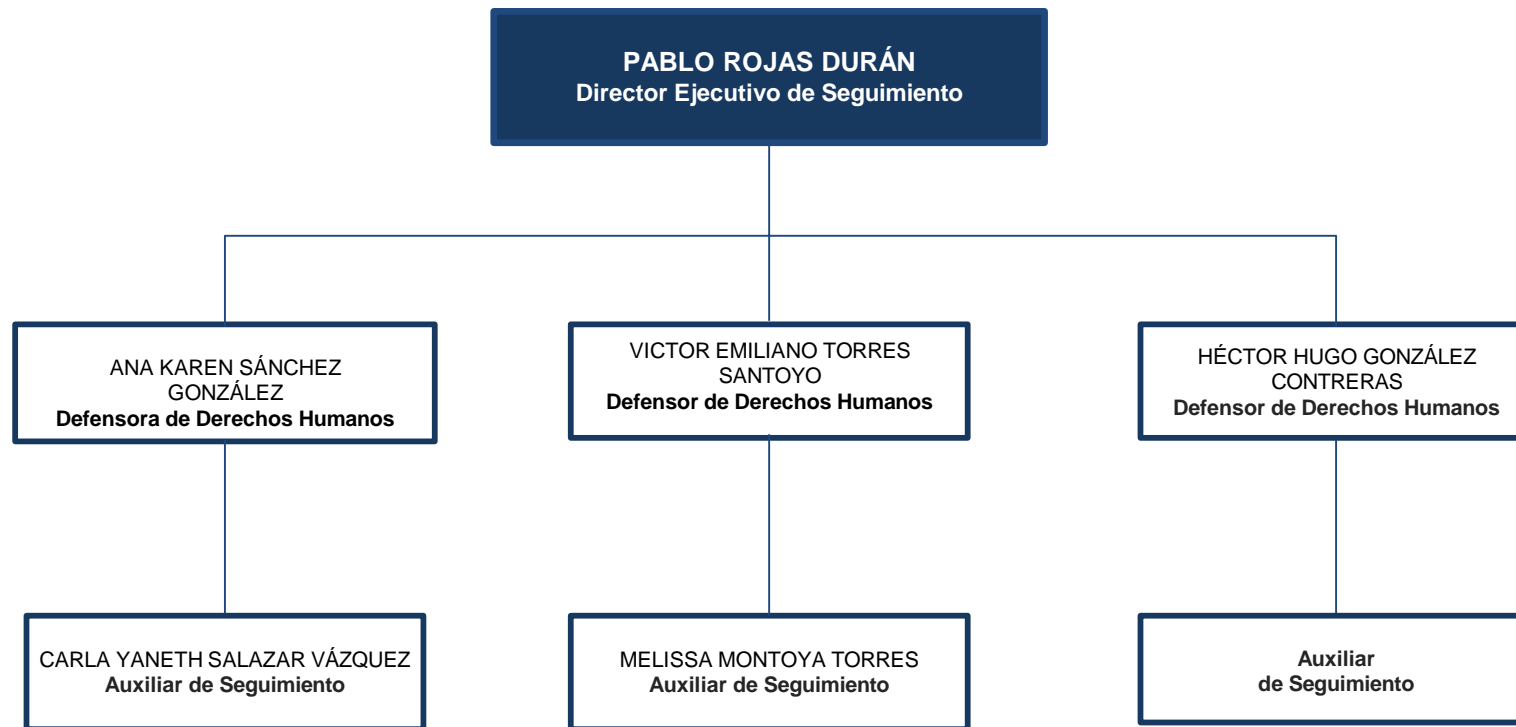 PABLO ROJAS DURÁN
Director Ejecutivo de Seguimiento
ANA KAREN SÁNCHEZ
GONZÁLEZ
Defensora de Derechos Humanos
VICTOR EMILIANO TORRES
SANTOYO
Defensor de Derechos Humanos
HÉCTOR HUGO GONZÁLEZ
CONTRERAS
Defensor de Derechos Humanos
CARLA YANETH SALAZAR VÁZQUEZ
Auxiliar de Seguimiento
MELISSA MONTOYA TORRES
Auxiliar de Seguimiento
Auxiliar
de Seguimiento